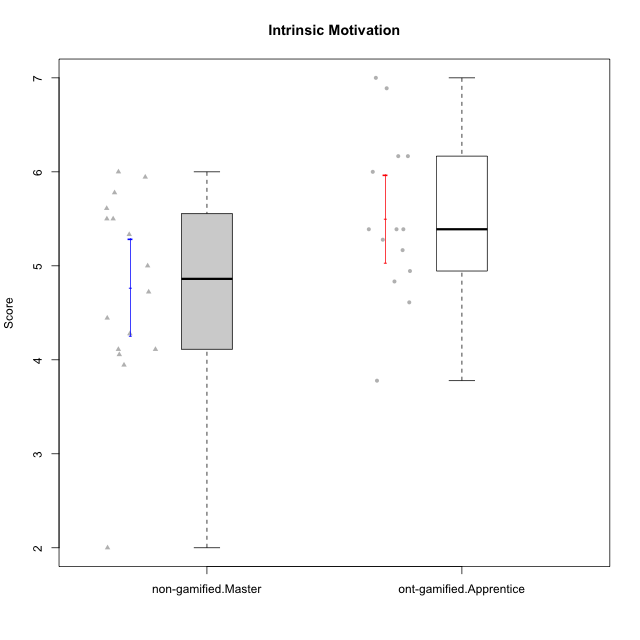 Intrinsic Motivation
Score
7
6
5
4
3
2
non-gamified.Master
ont-gamified.Apprentice